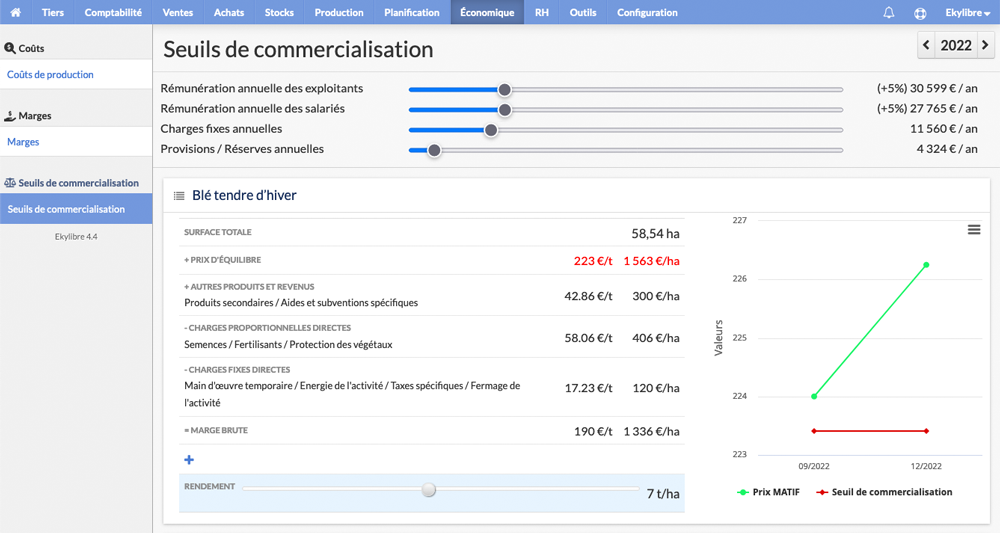 Tiers Comptabilité Ventes Achats Stocks Production Planification Économique RH Outils Configuration Ekylibre
Coûts
Coûts de production
Marges
Marges
Seuils de commercialisation
Seuils de commercialisation
Ekylibre 4.4
Seuils de commercialisation
2022
Rémunération annuelle des exploitants (+5%) 30 599 € / an
Rémunération annuelle des salariés (+5%) 27 765 € / an
Charges fixes annuelles 11 560 € / an
Provisions / Réserves annuelles 4 324 € / an
Blé tendre d'hiver
SURFACE TOTALE 58,54 ha
+ PRIX D'ÉQUILIBRE 223 €/t 1 563 €/ha
+ AUTRES PRODUITS ET REVENUS
Produits secondaires / Aides et subventions spécifiques 42.86 €/t 300 €/ha
- CHARGES PROPORTIONNELLES DIRECTES
Semences / Fertilisants / Protection des végétaux 58.06 €/t 406 €/ha
- CHARGES FIXES DIRECTES
Main d'œuvre temporaire / Energie de l'activité / Taxes spécifiques / Fermage de
l'activité 17.23 €/t 120 €/ha
= MARGE BRUTE 190 €/t 1 336 €/ha
+
RENDEMENT 7 t/ha
227
226
225
224
223
Valeurs
09/2022 12/2022
Prix MATIF Seuil de commercialisation